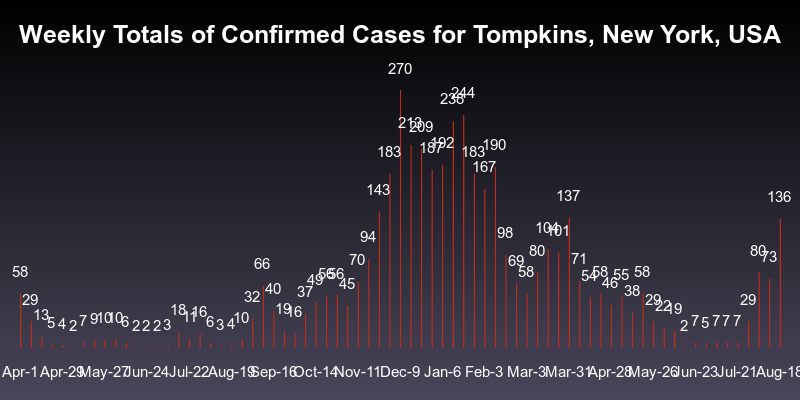 Weekly Totals of Confirmed Cases for Tompkins, New York, USA
58 29 13 5 4 2 7 9 10 10 6 2 2 2 3 18 11 16 6 3 4 10 32 66 40 19 16 37 49 56 56 45 70 94 143 183 270 213 209 187 192 238 244 183 167 190 98 69 58 80 104 101 137 71 54 58 46 55 38 58 29 22 19 2 7 5 7 7 7 29 80 73 136
Apr-1 Apr-29 May-27 Jun-24 Jul-22 Aug-19 Sep-16 Oct-14 Nov-11 Dec-9 Jan-6 Feb-3 Mar-3 Mar-31 Apr-28 May-26 Jun-23 Jul-21 Aug-18